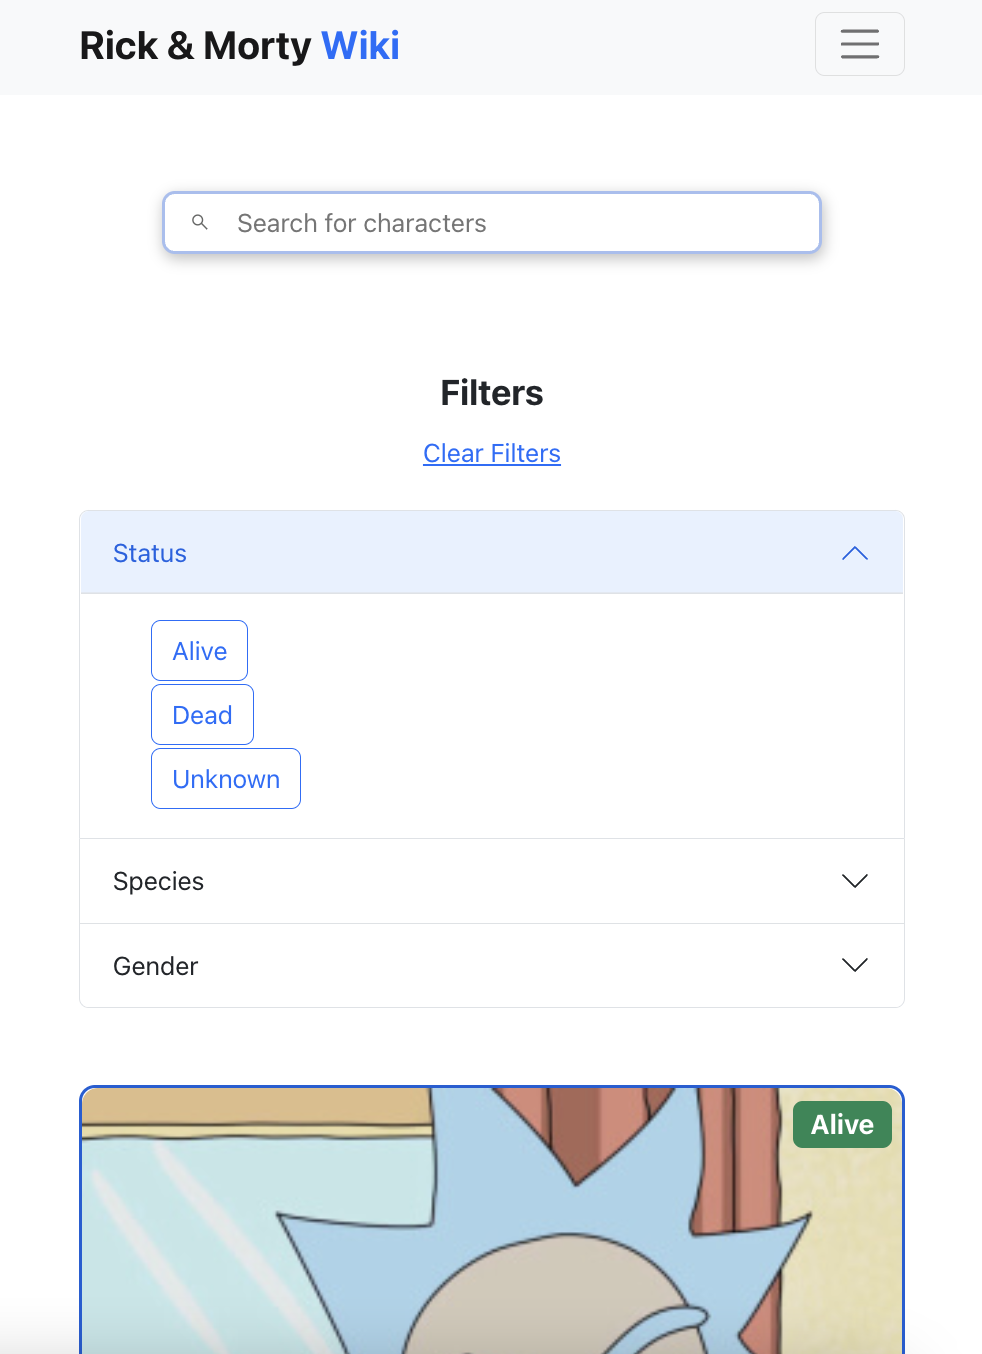 Rick & Morty Wiki
Search for characters
Filters
Clear Filters
Status
Alive
Dead
Unknown
Species
Gender
Alive